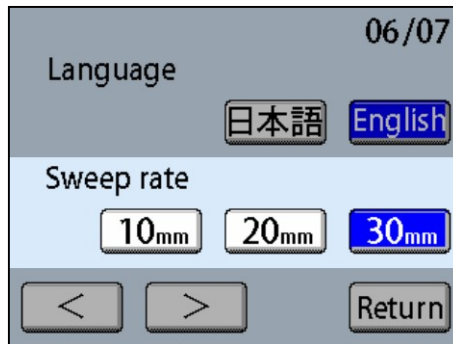 06/07
Language
日本語 English
Sweep rate
10mm 20mm 30mm
< > Return